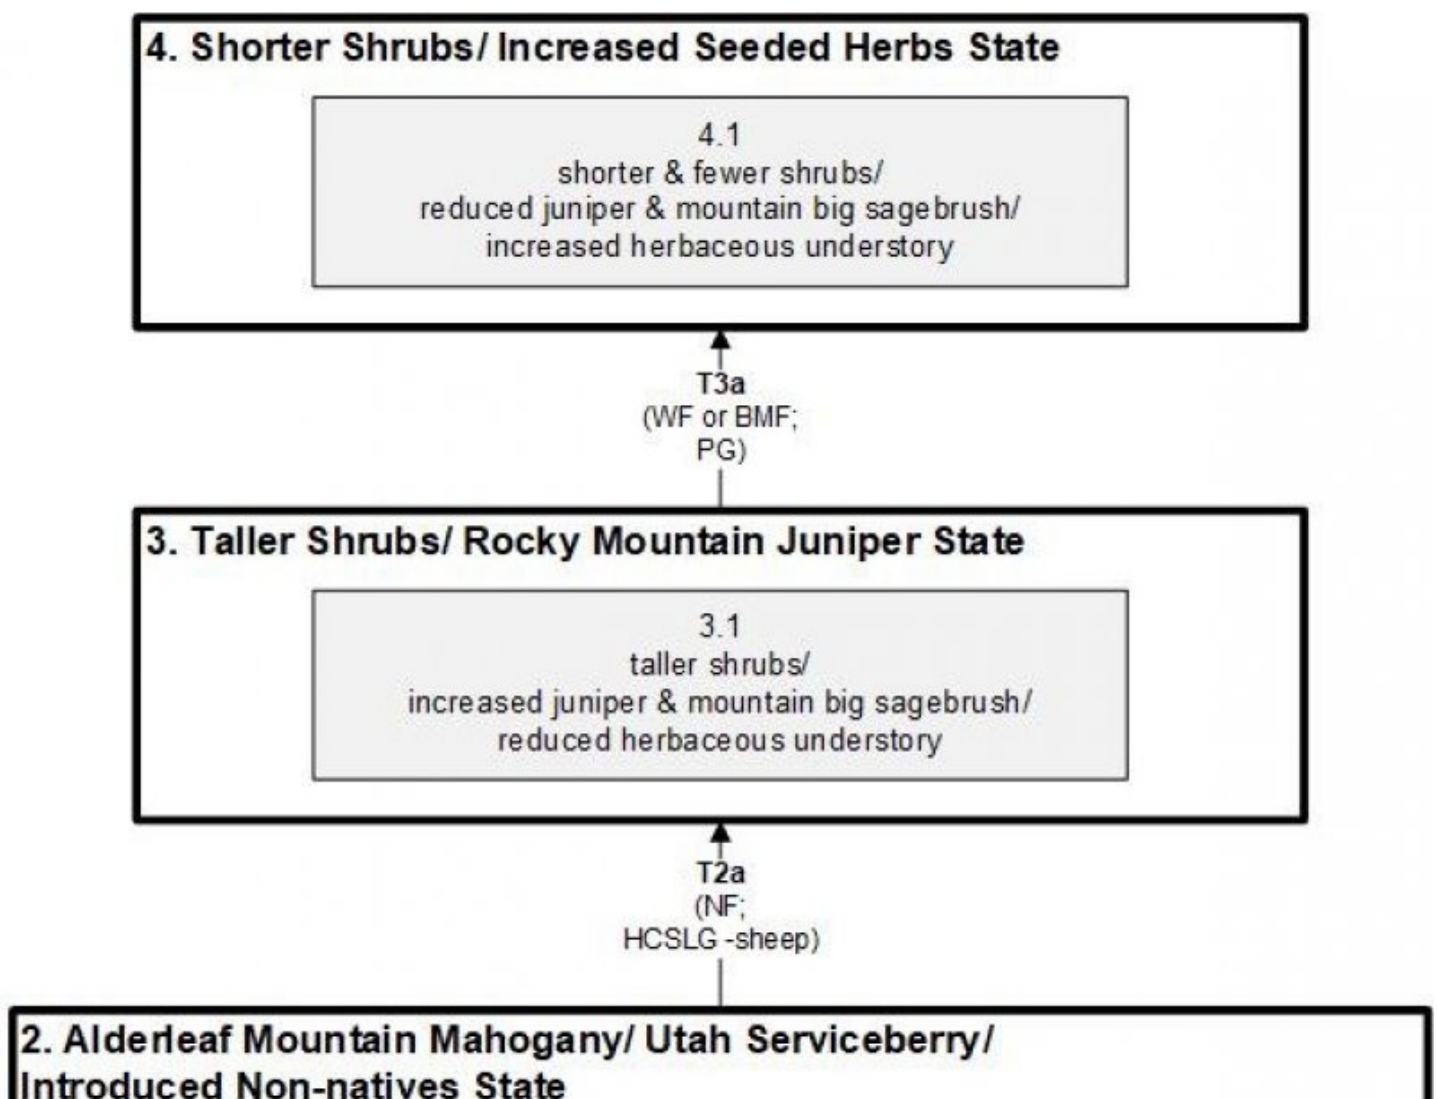 4. Shorter Shrubs/ Increased Seeded Herbs State
4.1
shorter & fewer shrubs/
reduced juniper & mountain big sagebrush/
increased herbaceous understory
T3a
(WF or BMF;
PG)
3. Taller Shrubs/ Rocky Mountain Juniper State
3.1
taller shrubs/
increased juniper & mountain big sagebrush/
reduced herbaceous understory
T2a
(NF;
HCSLG -sheep)
2. Alderleaf Mountain Mahogany/ Utah Serviceberry/
Introduced Non-natives State